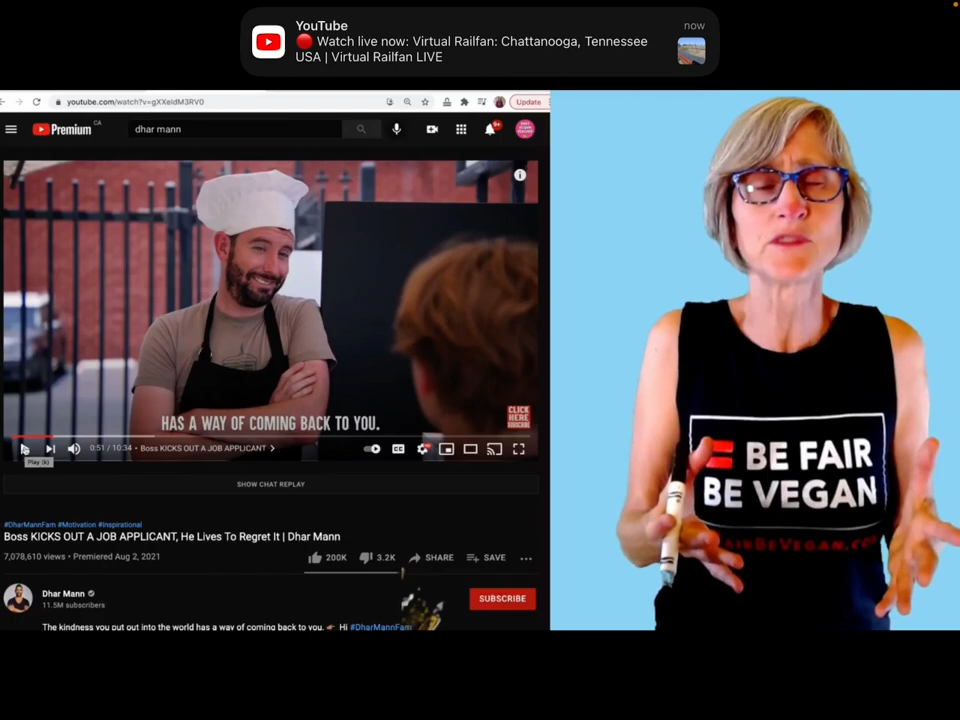 YouTube
now
🔴 Watch live now: Virtual Railfan: Chattanooga, Tennessee
USA | Virtual Railfan LIVE
youtube.com/watch?v=gXXeIdM3RV0
Update
Premium CA
dhar mann
9+
HAS A WAY OF COMING BACK TO YOU.
CLICK
HERE
SUBSCRIBE
0:51 / 10:34 • Boss KICKS OUT A JOB APPLICANT >
CC
Play (k)
SHOW CHAT REPLAY
#DharMannFam #Motivation #Inspirational
Boss KICKS OUT A JOB APPLICANT, He Lives To Regret It | Dhar Mann
7,078,610 views • Premiered Aug 2, 2021
200K
3.2K
SHARE
SAVE
Dhar Mann
11.5M subscribers
SUBSCRIBE
The kindness you put out into the world has a way of coming back to you. 👉 Hi #DharMannFam
= BE FAIR
BE VEGAN